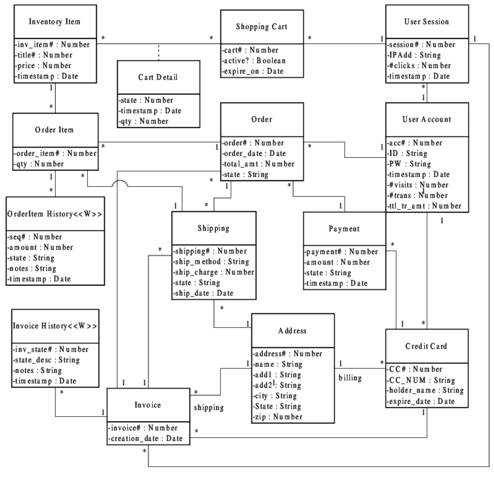 Inventory Item
-inv_item# : Number
-title# : Number
-price : Number
-timestamp : Date
Shopping Cart
-cart# : Number
-active? : Boolean
-expire_on : Date
User Session
-session# : Number
-IPAdd : String
-#clicks : Number
-timestamp : Date
* * * 1
1
1
1
Cart Detail
-state : Number
-timestamp : Date
-qty : Number
Order Item
-order_item# : Number
-qty : Number
*
*
1
1
Order
-order# : Number
-order_date : Date
-total_amt : Number
-state : String
*
1
*
*
User Account
-acc# : Number
-ID : String
-PW : String
-timestamp : Date
-#visits : Number
-#trans : Number
-ttl_tr_amt : Number
1
1
1
OrderItem History<<W>>
-seq# : Number
-amount : Number
-state : String
-notes : String
-timestamp : Date
*
*
Shipping
-shipping# : Number
-ship_method : String
-ship_charge : Number
-state : String
-ship_date : Date
*
*
*
Payment
-payment# : Number
-amount : Number
-state : String
-timestamp : Date
*
*
Invoice History<<W>>
-inv_state# : Number
-state_desc : String
-notes : String
-timestamp : Date
*
Address
-address# : Number
-name : String
-add1 : String
-add2 : String
-city : String
-State : String
-zip : Number
*
1
1
billing
*
Credit Card
-CC# : Number
-CC_NUM : String
-holder_name : String
-expire_date : Date
1
*
1
Invoice
-invoice# : Number
-creation_date : Date
1
1
1
*
shipping
*
*